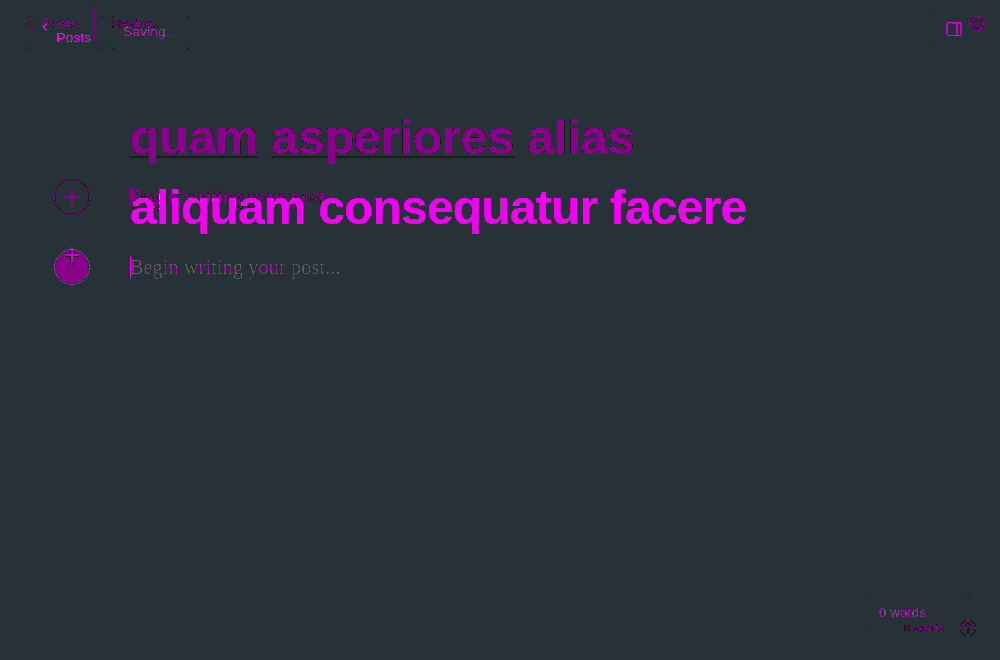 Posts
Posts
Saving...
quam asperiores alias
Begin writing your post...
aliquam consequatur facere
Begin writing your post...
0 words
0 words